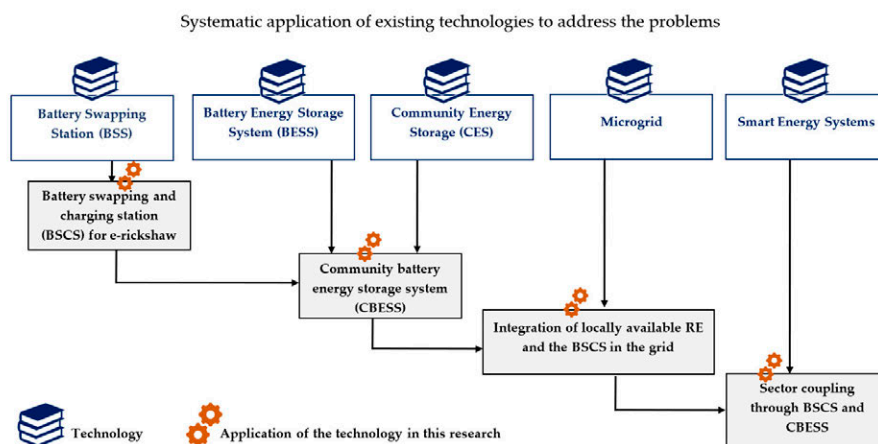 Systematic application of existing technologies to address the problems
Battery Swapping
Station (BSS)
Battery Energy Storage
System (BESS)
Community Energy
Storage (CES)
Microgrid
Smart Energy Systems
Battery swapping and
charging station
(BSCS) for e-rickshaw
Community battery
energy storage system
(CBESS)
Integration of locally available RE
and the BSCS in the grid
Sector coupling
through BSCS and
CBESS
Technology
Application of the technology in this research